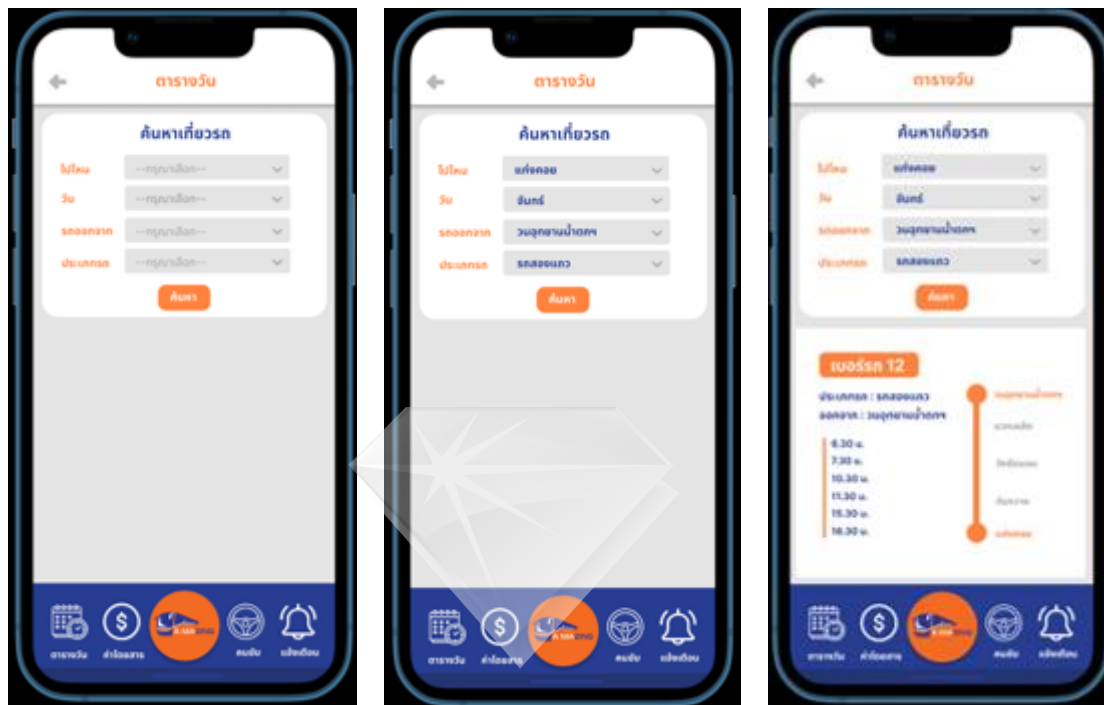 ตารางวัน
ค้นหาเที่ยวรถ
ไปไหน --กรุณาเลือก--
วัน --กรุณาเลือก--
รถออกจาก --กรุณาเลือก--
ประเภทรถ --กรุณาเลือก--
ค้นหา
ตารางวัน
ค่าโดยสาร
คนขับ
แจ้งเตือน
ตารางวัน
ค้นหาเที่ยวรถ
ไปไหน แก่งคอย
วัน จันทร์
รถออกจาก วนอุทยานน้ำตกฯ
ประเภทรถ รถสองแถว
ค้นหา
ตารางวัน
ค่าโดยสาร
คนขับ
แจ้งเตือน
ตารางวัน
ค้นหาเที่ยวรถ
ไปไหน แก่งคอย
วัน จันทร์
รถออกจาก วนอุทยานน้ำตกฯ
ประเภทรถ รถสองแถว
ค้นหา
เบอร์รถ 12
ประเภทรถ : รถสองแถว
ออกจาก : วนอุทยานน้ำตกฯ
6.30 น.
7.30 น.
10.30 น.
11.30 น.
15.30 น.
16.30 น.
วนอุทยานน้ำตกฯ
แก่งคอย
ตารางวัน
ค่าโดยสาร
คนขับ
แจ้งเตือน